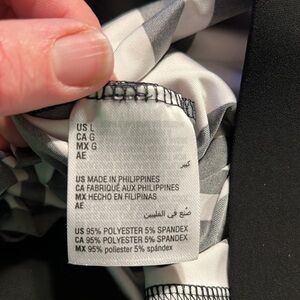 US L
CA G
MX G
AE
كبير
US MADE IN PHILIPPINES
CA FABRIQUÉ AUX PHILIPPINES
MX HECHO EN FILIPINAS
AE
صنع في الفلبين
US 95% POLYESTER 5% SPANDEX
CA 95% POLYESTER 5% SPANDEX
MX 95% poliéster 5% spandex